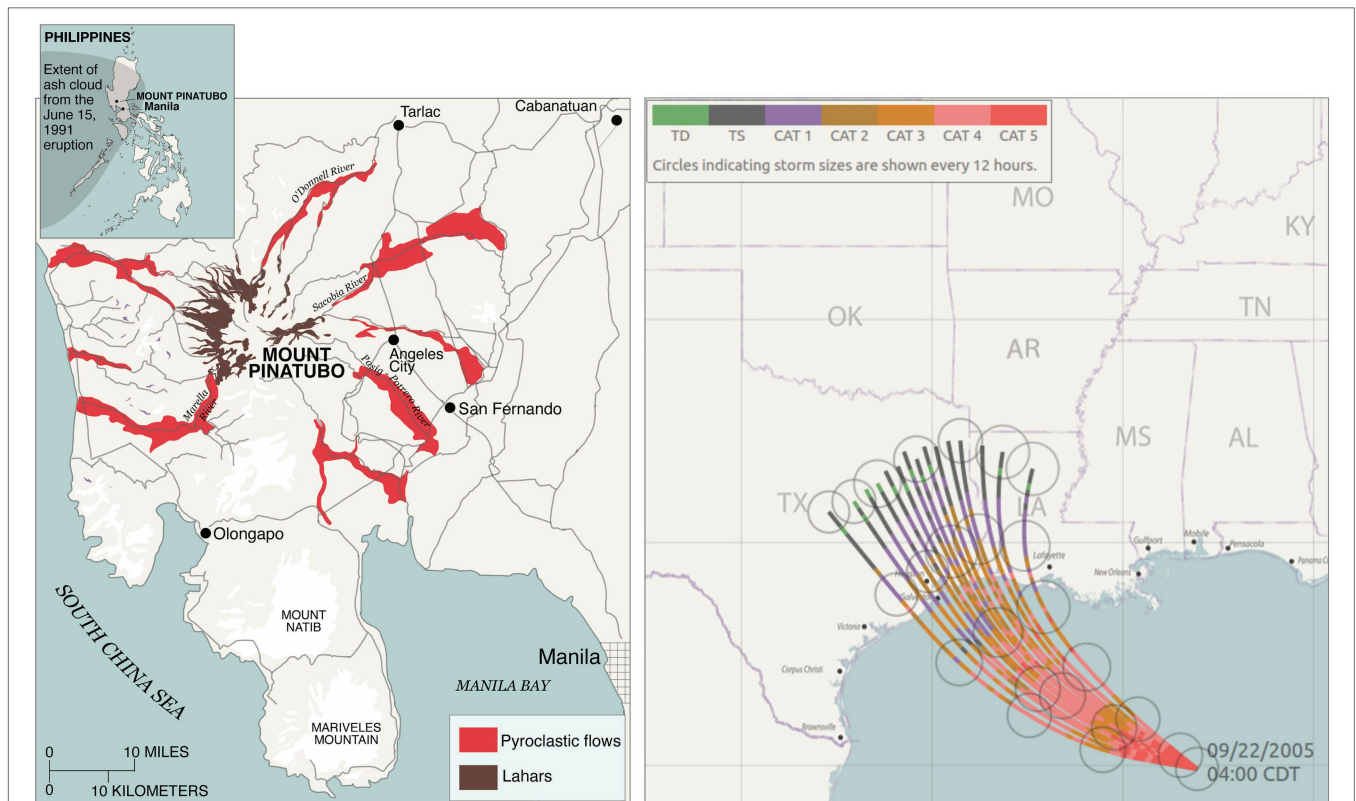 PHILIPPINES
Extent of
ash cloud
from the
June 15,
1991
eruption
MOUNT PINATUBO
Manila
Tarlac
Cabanatuan
O'Donnell River
Sacobia River
MOUNT
PINATUBO
Angeles
City
Pasig-Potrero River
San Fernando
Marella
River
Olongapo
MOUNT
NATIB
SOUTH CHINA SEA
Manila
MANILA BAY
MARIVELES
MOUNTAIN
0
10 MILES
0
10 KILOMETERS
Pyroclastic flows
Lahars
TD
TS
CAT 1
CAT 2
CAT 3
CAT 4
CAT 5
Circles indicating storm sizes are shown every 12 hours.
MO
KY
OK
TN
AR
MS
AL
TX
LA
Gulfport
Mobile
Pensacola
Panama C
Lafayette
New Orleans
Victoria
Corpus Christi
Brownsville
09/22/2005
04:00 CDT